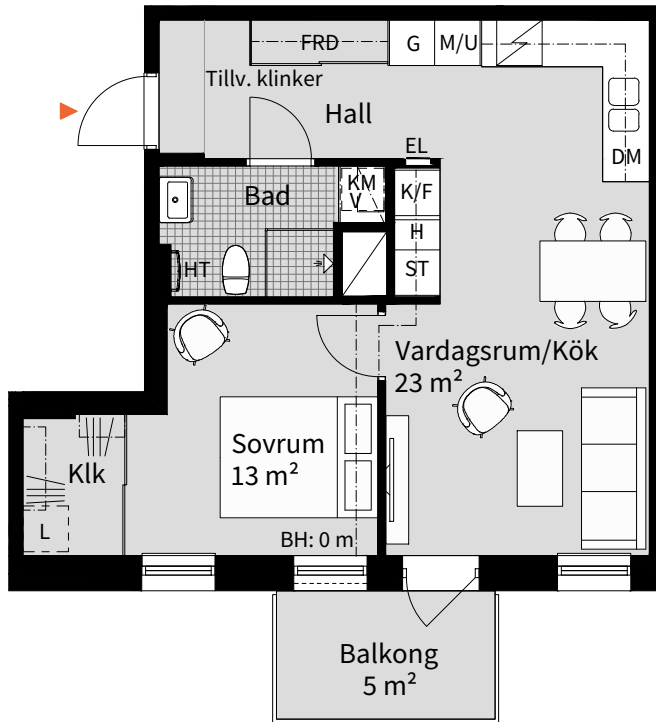 FRD
G
M/U
Tillv. klinker
Hall
EL
DM
KM
V
K/F
Bad
H
HT
ST
Vardagsrum/Kök
23 m²
Sovrum
13 m²
Klk
L
BH: 0 m
Balkong
5 m²